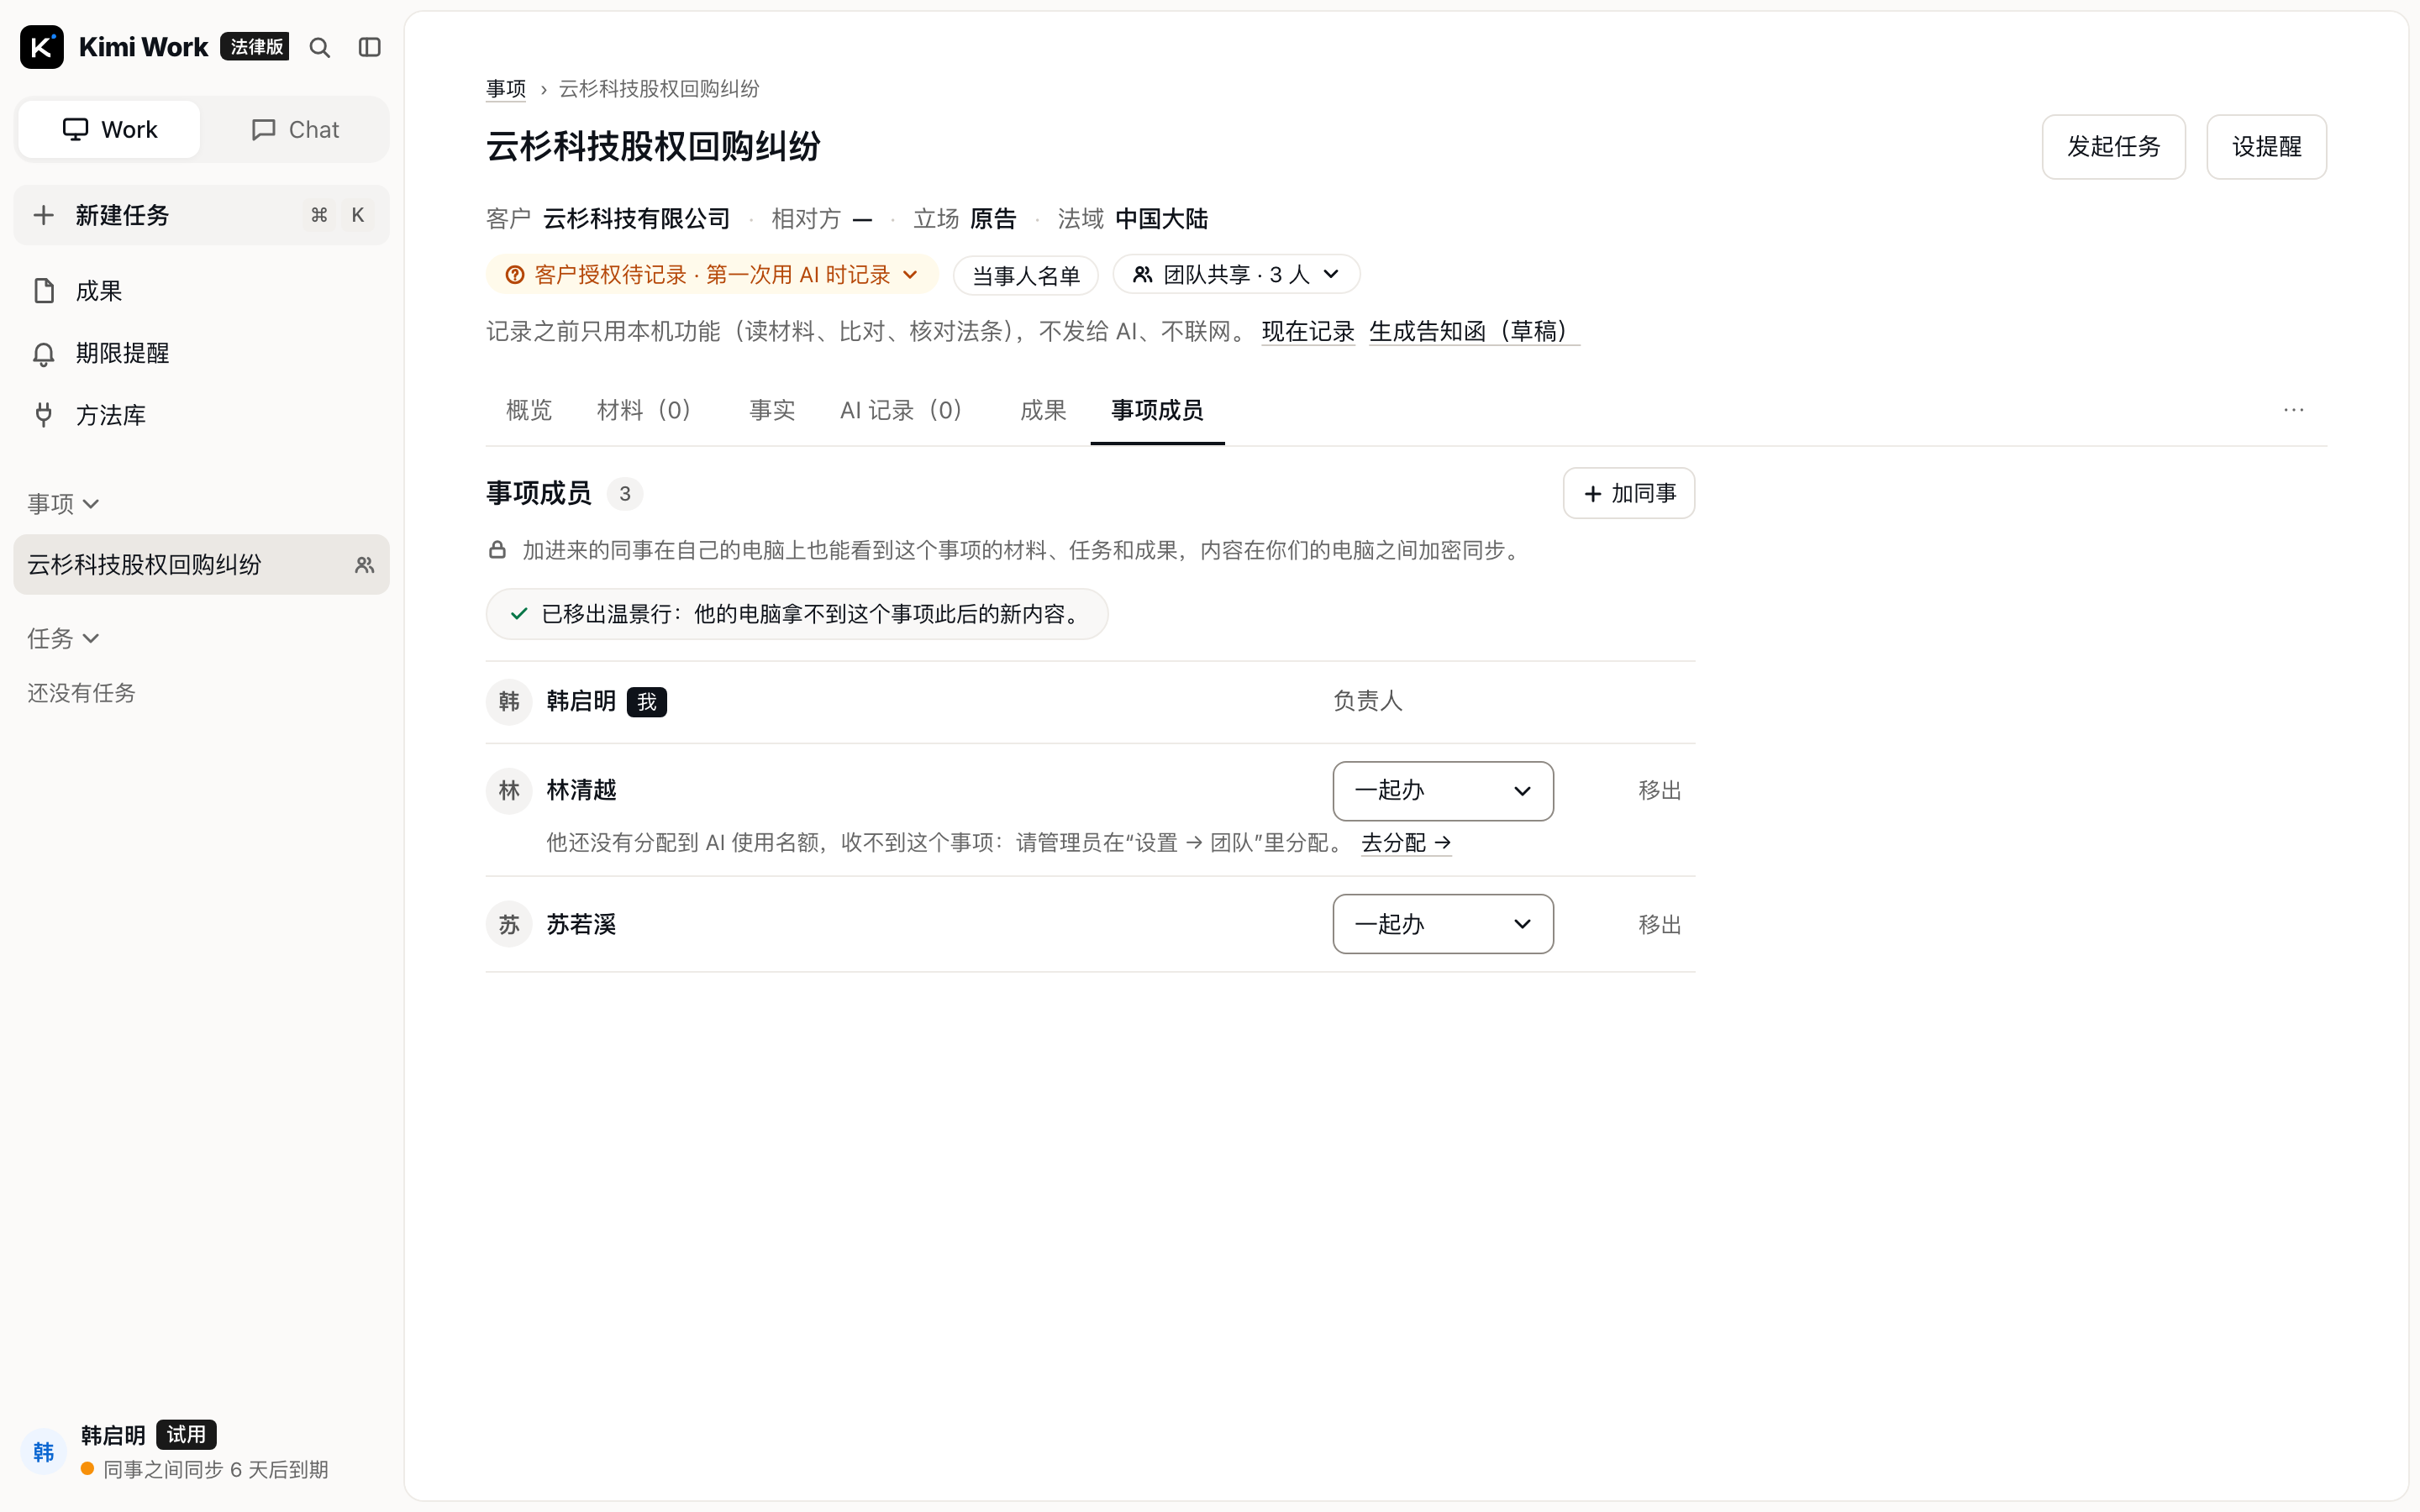 Kimi Work 法律版
Work Chat
新建任务 ⌘ K
成果
期限提醒
方法库
事项
云杉科技股权回购纠纷
任务
还没有任务
韩 韩启明 试用
同事之间同步 6 天后到期
事项 › 云杉科技股权回购纠纷
云杉科技股权回购纠纷
发起任务 设提醒
客户 云杉科技有限公司 · 相对方 — · 立场 原告 · 法域 中国大陆
客户授权待记录 · 第一次用 AI 时记录 当事人名单 团队共享 · 3 人
记录之前只用本机功能（读材料、比对、核对法条），不发给 AI、不联网。 现在记录 生成告知函（草稿）
概览 材料（0） 事实 AI 记录（0） 成果 事项成员 …
事项成员 3 + 加同事
加进来的同事在自己的电脑上也能看到这个事项的材料、任务和成果，内容在你们的电脑之间加密同步。
已移出温景行：他的电脑拿不到这个事项此后的新内容。
韩 韩启明 我 负责人
林 林清越 一起办 移出
他还没有分配到 AI 使用名额，收不到这个事项：请管理员在“设置 → 团队”里分配。 去分配 →
苏 苏若溪 一起办 移出